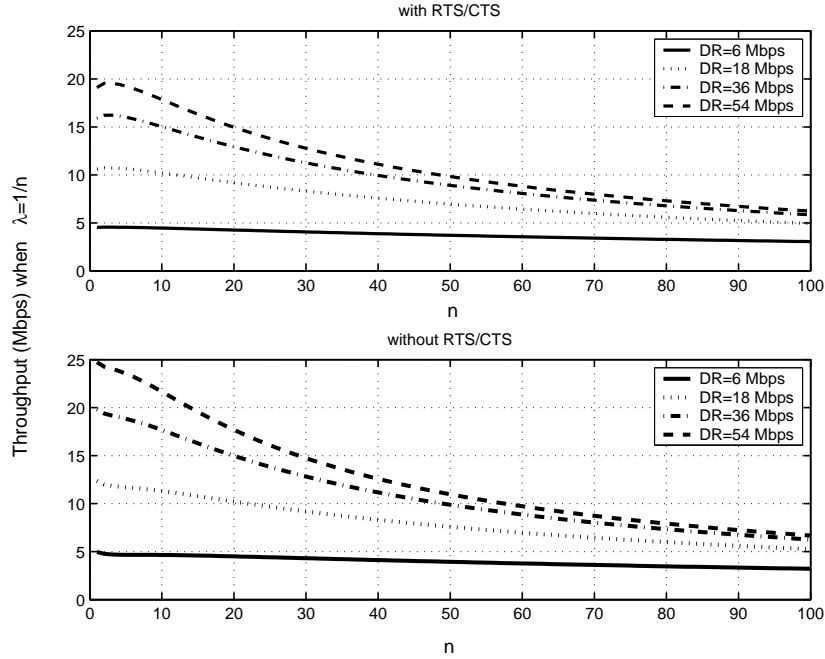 with RTS/CTS
25
20
15
10
5
0
DR=6 Mbps
DR=18 Mbps
DR=36 Mbps
DR=54 Mbps
0 10 20 30 40 50 60 70 80 90 100
n
Throughput (Mbps) when λ=1/n
without RTS/CTS
25
20
15
10
5
0
DR=6 Mbps
DR=18 Mbps
DR=36 Mbps
DR=54 Mbps
0 10 20 30 40 50 60 70 80 90 100
n